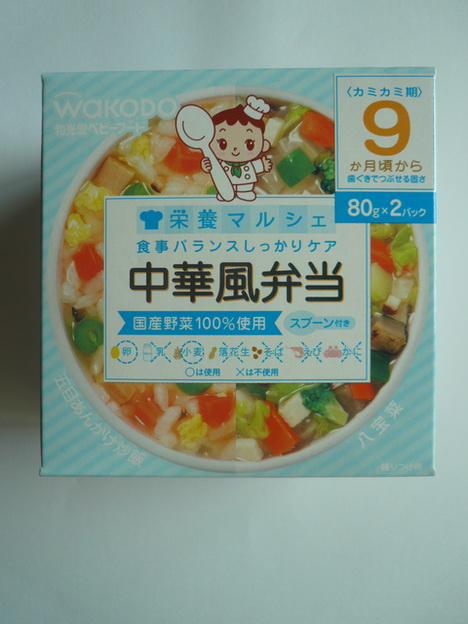 wakodo
和光堂ベビーフード
〈カミカミ期〉
9
か月頃から
歯ぐきでつぶせる固さ
80g×2パック
栄養マルシェ
食事バランスしっかりケア
中華風弁当
国産野菜100%使用
スプーン付き
卵 乳 小麦 落花生 そば えび かに
○は使用 ×は不使用
五目あんかけ炒飯
八宝菜
盛りつけ例